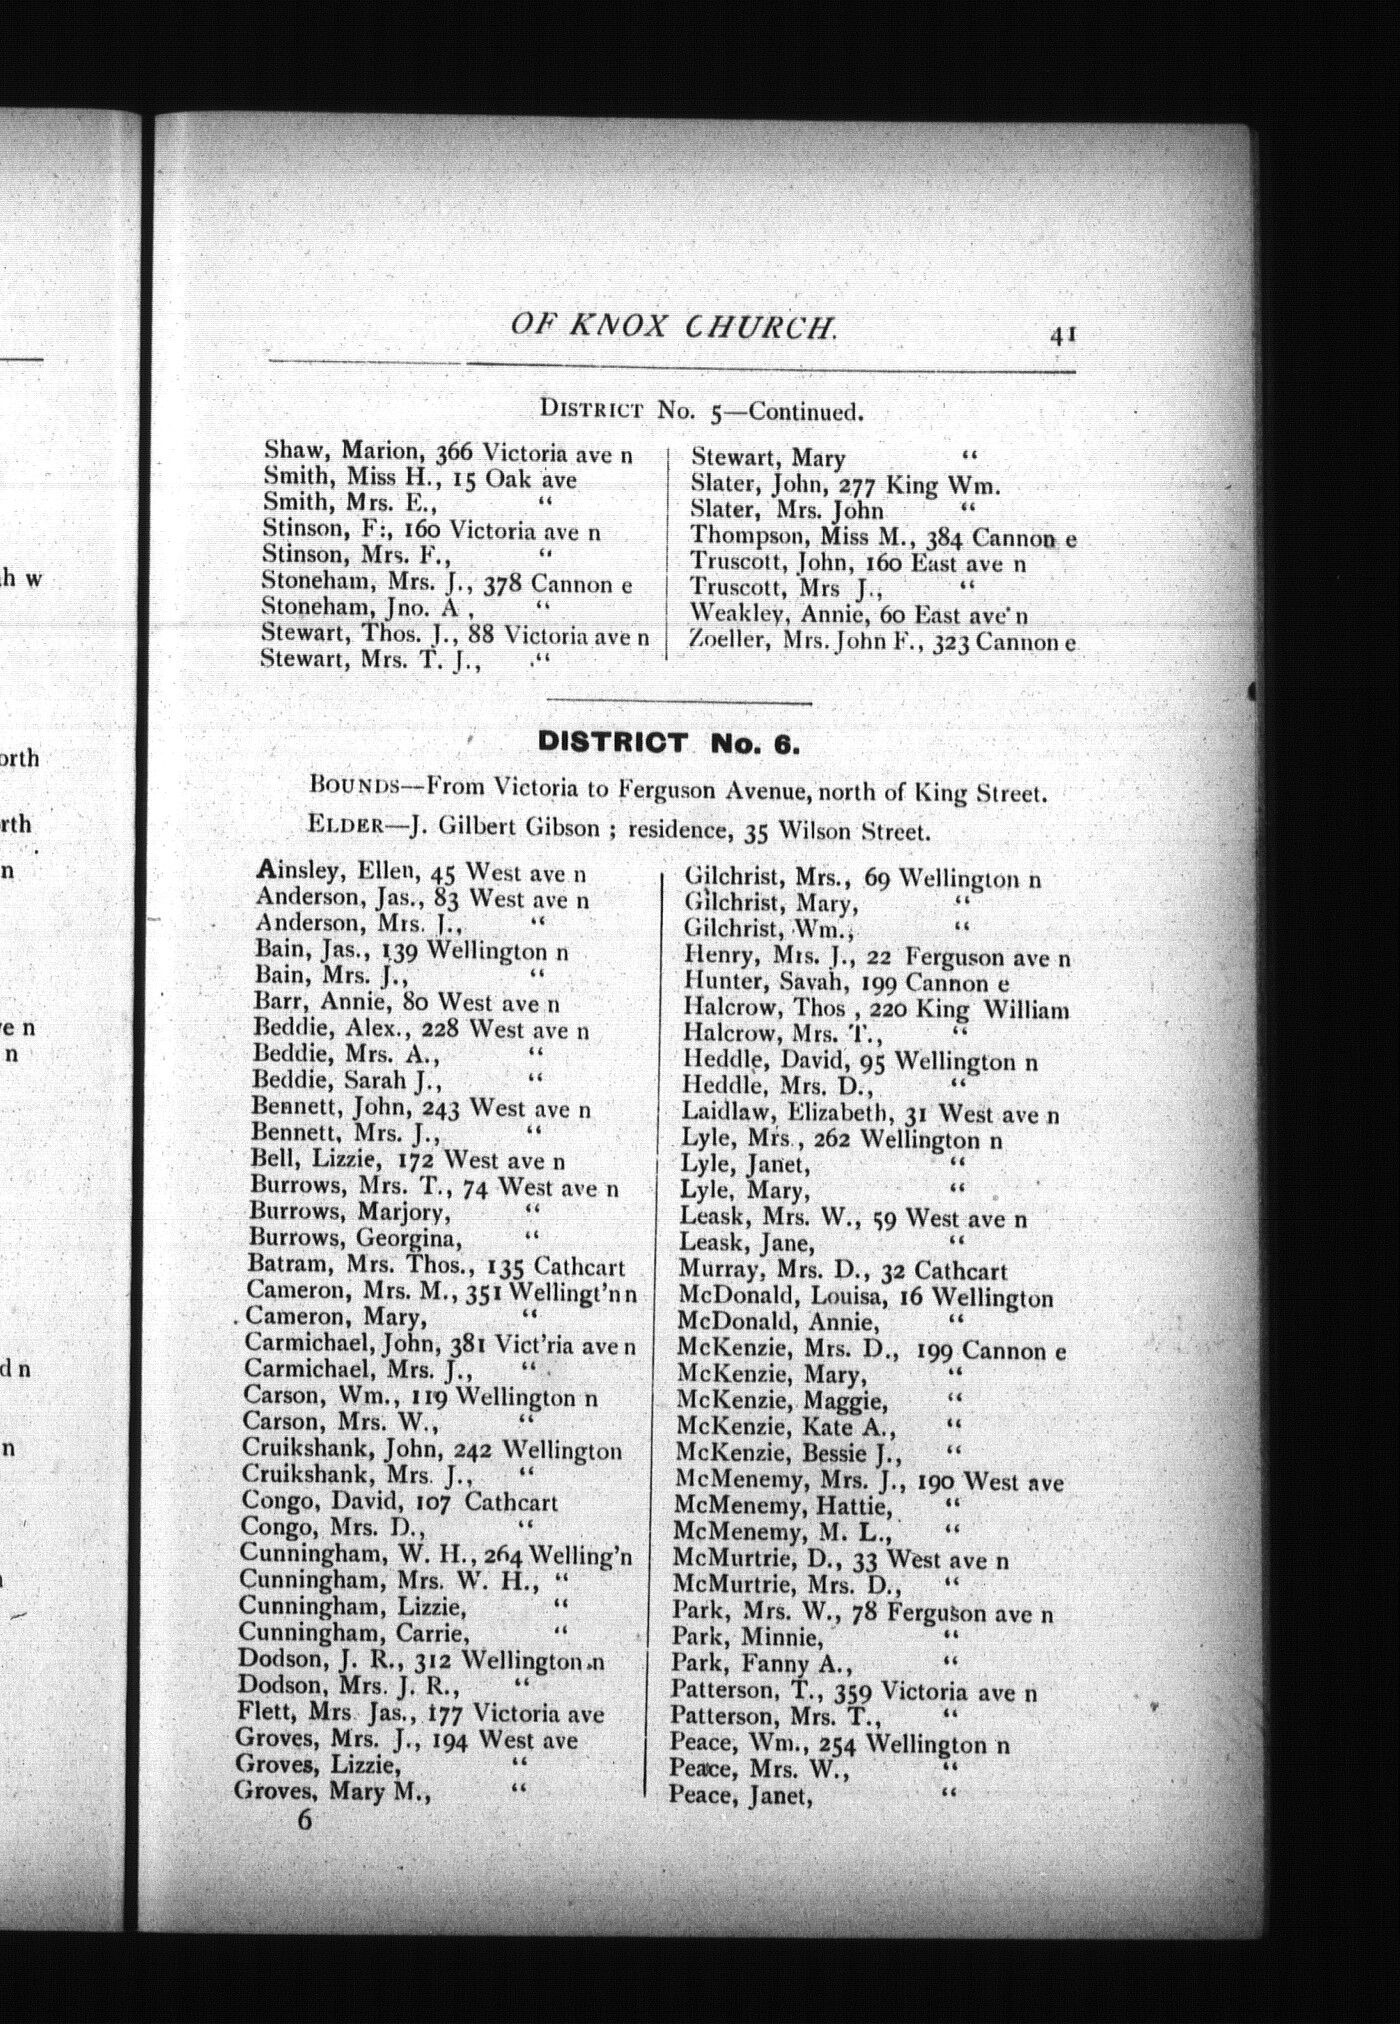 OF KNOX CHURCH. 41
DISTRICT No. 5—Continued.
Shaw, Marion, 366 Victoria ave n
Smith, Miss H., 15 Oak ave
Smith, Mrs. E., “
Stinson, F:, 160 Victoria ave n
Stinson, Mrs. F., “
Stoneham, Mrs. J., 378 Cannon e
Stoneham, Jno. A , “
Stewart, Thos. J., 88 Victoria ave n
Stewart, Mrs. T. J., “
Stewart, Mary “
Slater, John, 277 King Wm.
Slater, Mrs. John “
Thompson, Miss M., 384 Cannon e
Truscott, John, 160 East ave n
Truscott, Mrs J., “
Weakley, Annie, 60 East ave n
Zoeller, Mrs. John F., 323 Cannon e
DISTRICT No. 6.
BOUNDS—From Victoria to Ferguson Avenue, north of King Street.
ELDER—J. Gilbert Gibson ; residence, 35 Wilson Street.
Ainsley, Ellen, 45 West ave n
Anderson, Jas., 83 West ave n
Anderson, Mrs. J., “
Bain, Jas., 139 Wellington n
Bain, Mrs. J., “
Barr, Annie, 80 West ave n
Beddie, Alex., 228 West ave n
Beddie, Mrs. A., “
Beddie, Sarah J., “
Bennett, John, 243 West ave n
Bennett, Mrs. J., “
Bell, Lizzie, 172 West ave n
Burrows, Mrs. T., 74 West ave n
Burrows, Marjory, “
Burrows, Georgina, “
Batram, Mrs. Thos., 135 Cathcart
Cameron, Mrs. M., 351 Wellingt'n n
Cameron, Mary, “
Carmichael, John, 381 Vict'ria ave n
Carmichael, Mrs. J., “
Carson, Wm., 119 Wellington n
Carson, Mrs. W., “
Cruikshank, John, 242 Wellington
Cruikshank, Mrs. J., “
Congo, David, 107 Cathcart
Congo, Mrs. D., “
Cunningham, W. H., 264 Welling'n
Cunningham, Mrs. W. H., “
Cunningham, Lizzie, “
Cunningham, Carrie, “
Dodson, J. R., 312 Wellington n
Dodson, Mrs. J. R., “
Flett, Mrs Jas., 177 Victoria ave
Groves, Mrs. J., 194 West ave
Groves, Lizzie, “
Groves, Mary M., “
Gilchrist, Mrs., 69 Wellington n
Gilchrist, Mary, “
Gilchrist, Wm., “
Henry, Mrs. J., 22 Ferguson ave n
Hunter, Savah, 199 Cannon e
Halcrow, Thos , 220 King William
Halcrow, Mrs. T., “
Heddle, David, 95 Wellington n
Heddle, Mrs. D., “
Laidlaw, Elizabeth, 31 West ave n
Lyle, Mrs., 262 Wellington n
Lyle, Janet, “
Lyle, Mary, “
Leask, Mrs. W., 59 West ave n
Leask, Jane, “
Murray, Mrs. D., 32 Cathcart
McDonald, Louisa, 16 Wellington
McDonald, Annie, “
McKenzie, Mrs. D., 199 Cannon e
McKenzie, Mary, “
McKenzie, Maggie, “
McKenzie, Kate A., “
McKenzie, Bessie J., “
McMenemy, Mrs. J., 190 West ave
McMenemy, Hattie, “
McMenemy, M. L., “
McMurtrie, D., 33 West ave n
McMurtrie, Mrs. D., “
Park, Mrs. W., 78 Ferguson ave n
Park, Minnie, “
Park, Fanny A., “
Patterson, T., 359 Victoria ave n
Patterson, Mrs. T., “
Peace, Wm., 254 Wellington n
Peace, Mrs. W., “
Peace, Janet, “
6